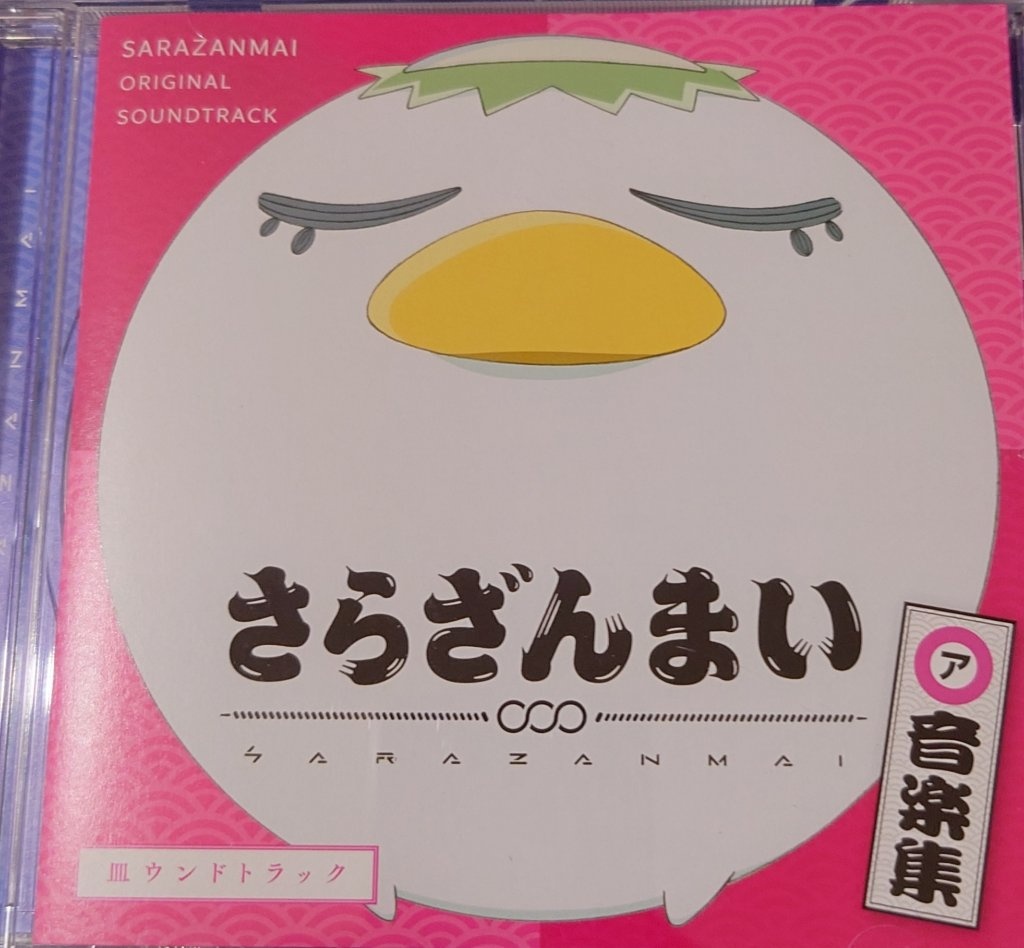 SARAZANMAI
ORIGINAL
SOUNDTRACK
さらざんまい
SARAZANMAI
ア
音楽集
皿ウンドトラック